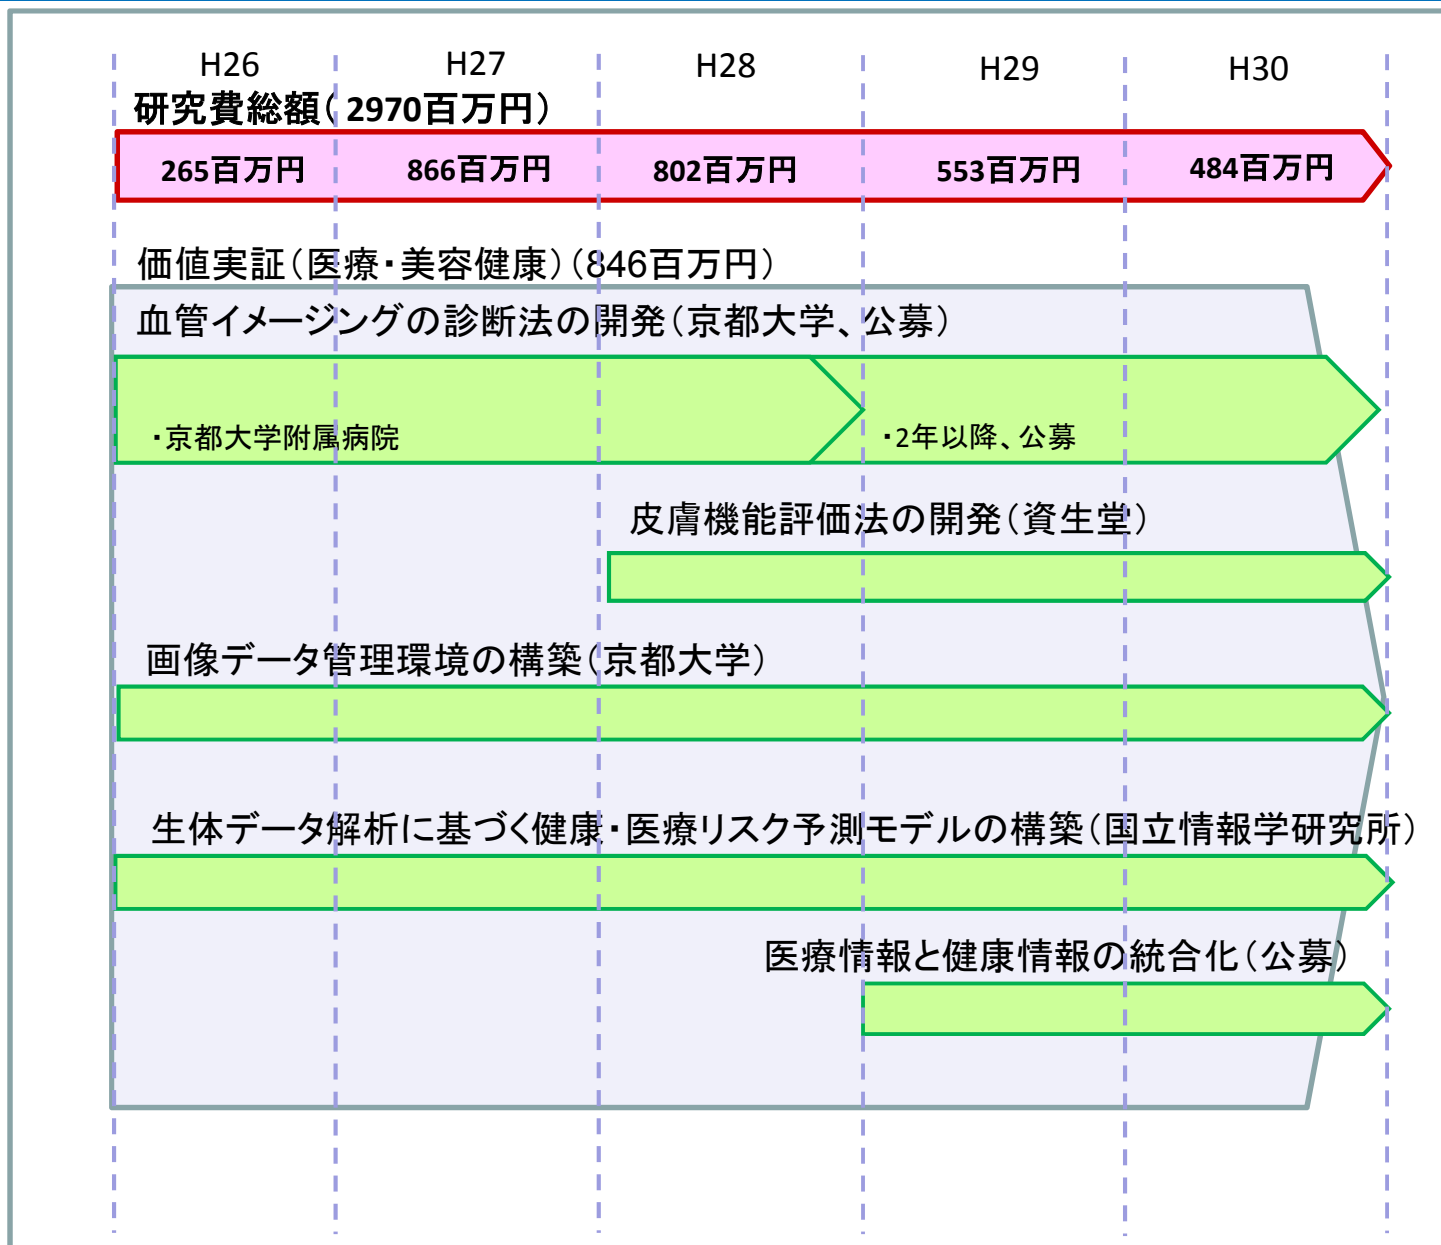 H26 H27 H28 H29 H30
研究費総額（2970百万円）
265百万円 866百万円 802百万円 553百万円 484百万円
価値実証（医療・美容健康）（846百万円）
血管イメージングの診断法の開発（京都大学、公募）
・京都大学附属病院 ・2年以降、公募
皮膚機能評価法の開発（資生堂）
画像データ管理環境の構築（京都大学）
生体データ解析に基づく健康・医療リスク予測モデルの構築（国立情報学研究所）
医療情報と健康情報の統合化（公募）